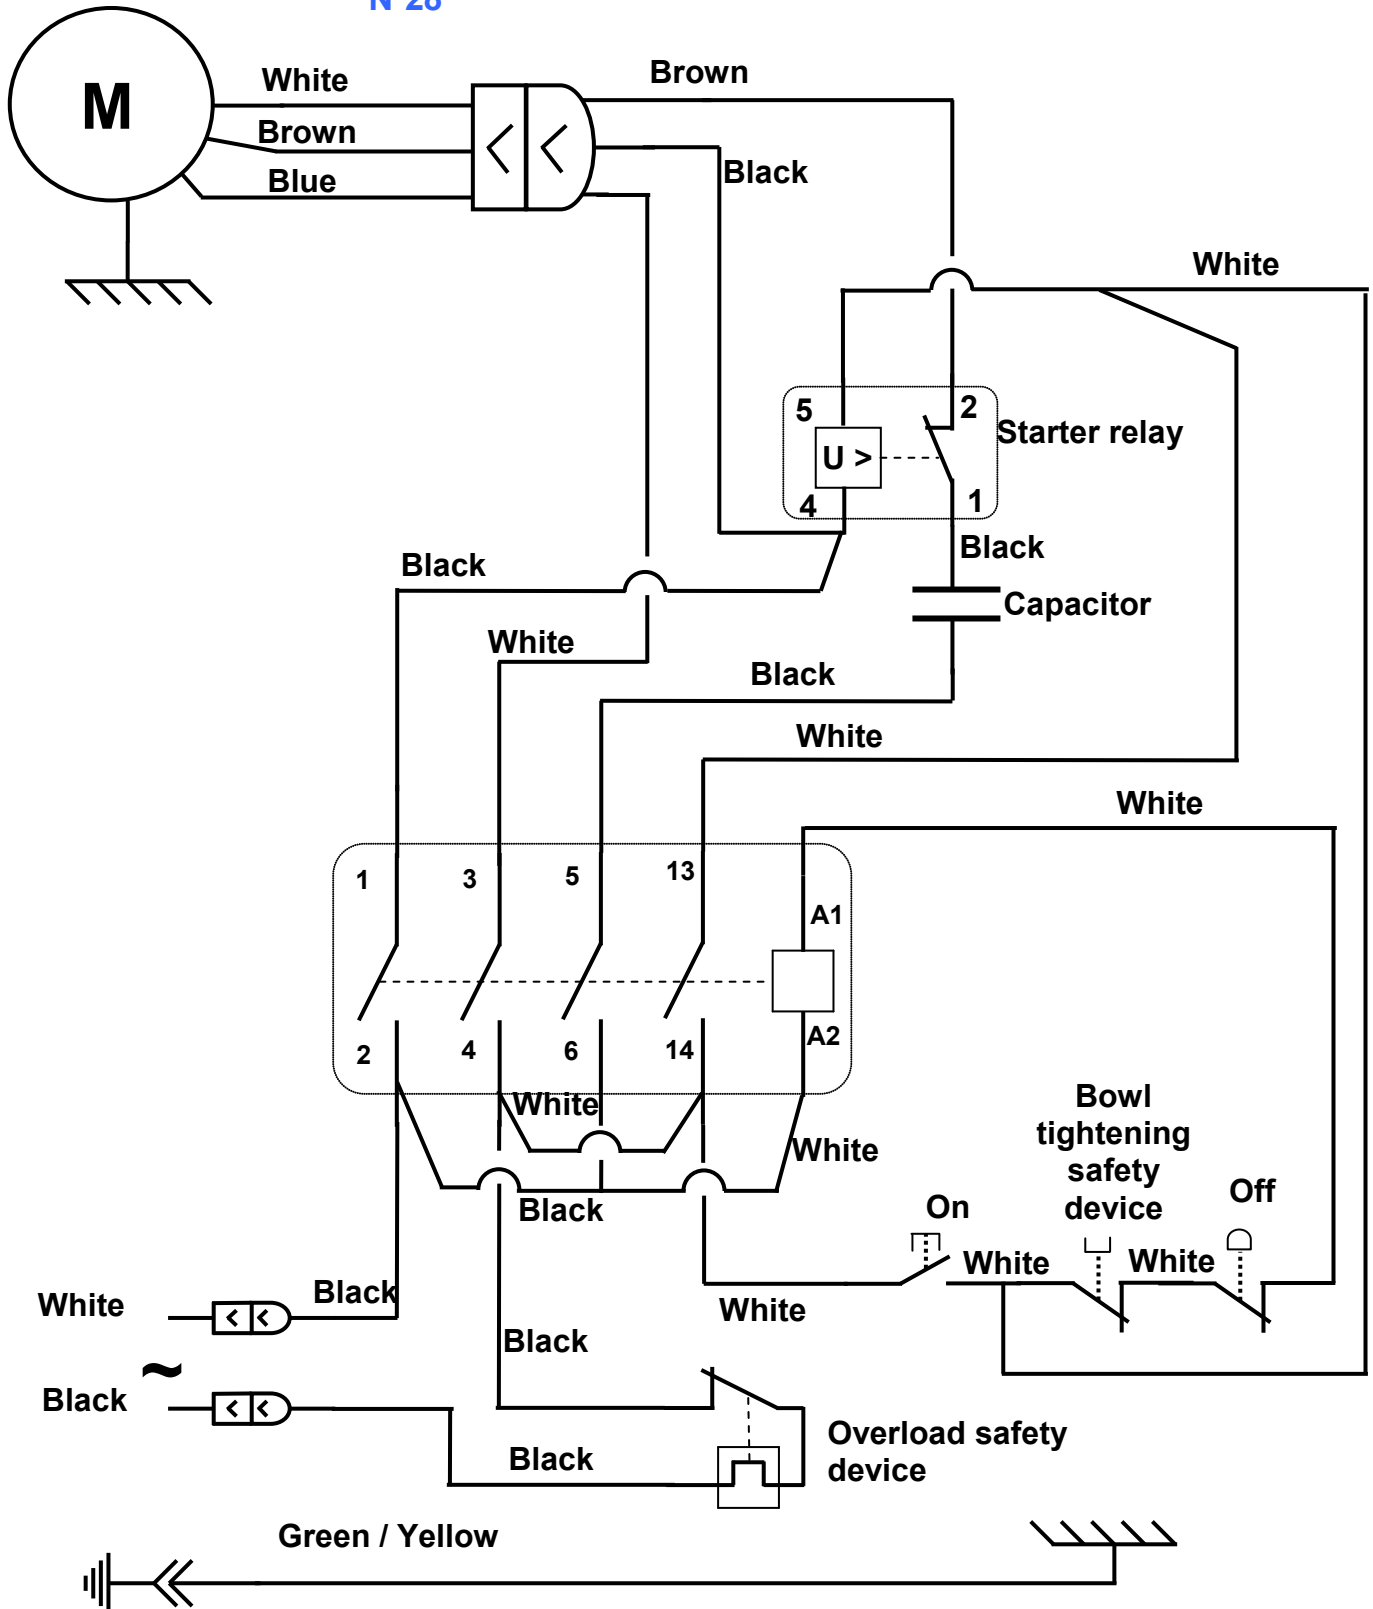 N°28
White
Brown
M
Brown
Blue
Black
White
5
2
Starter relay
U >
4
1
Black
Black
Capacitor
White
Black
White
White
1
3
5
13
A1
2
4
6
14
A2
White
White
Bowl
tightening
safety
device
Off
On
Black
White
White
White
Black
White
Black
~
Black
Overload safety
device
Black
Green / Yellow